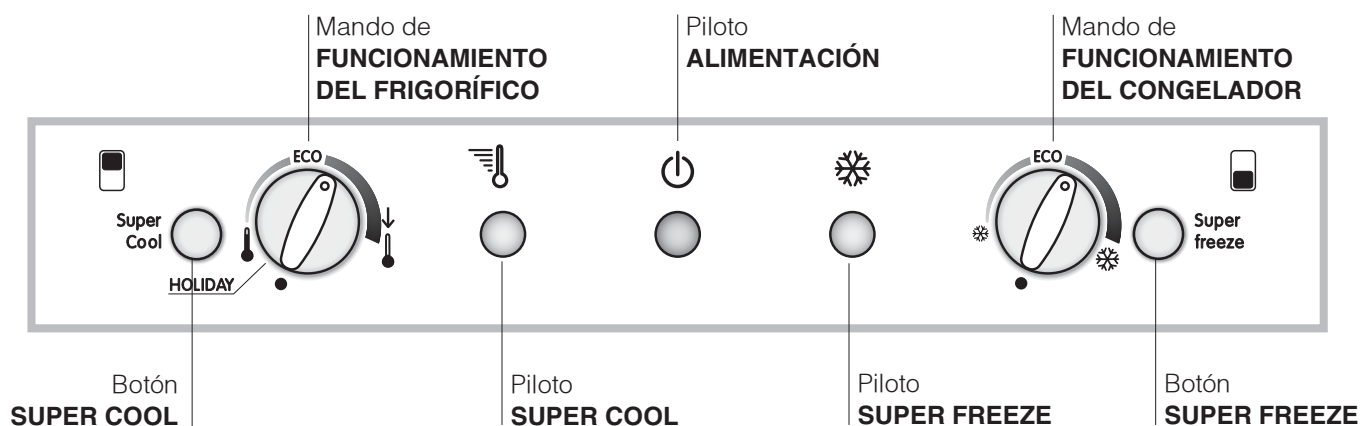 Mando de
FUNCIONAMIENTO
DEL FRIGORÍFICO
Piloto
ALIMENTACIÓN
Mando de
FUNCIONAMIENTO
DEL CONGELADOR
ECO
Super
Cool
HOLIDAY
ECO
Super
freeze
Botón
SUPER COOL
Piloto
SUPER COOL
Piloto
SUPER FREEZE
Botón
SUPER FREEZE